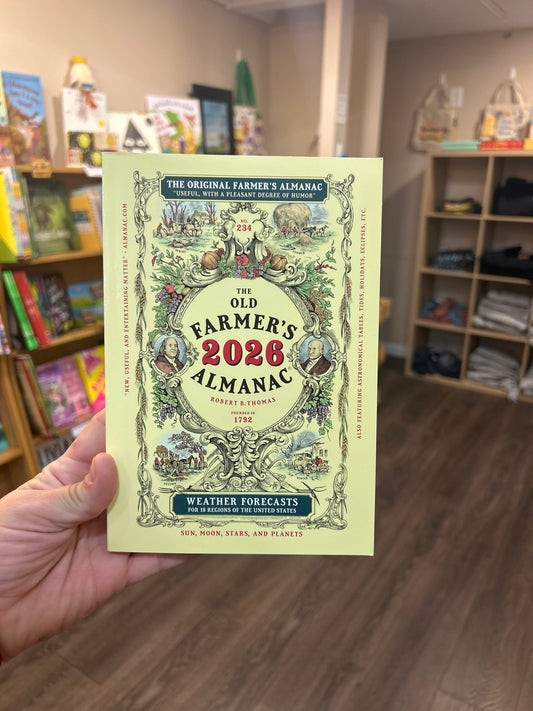 THE ORIGINAL FARMER'S ALMANAC
"USEFUL, WITH A PLEASANT DEGREE OF HUMOR"
NO.
234
THE
OLD
FARMER'S
2026
ALMANAC
ROBERT B. THOMAS
FOUNDED IN
1792
WEATHER FORECASTS
FOR 18 REGIONS OF THE UNITED STATES
SUN, MOON, STARS, AND PLANETS
"NEW, USEFUL, AND ENTERTAINING MATTER" • ALMANAC.COM
ALSO FEATURING ASTRONOMICAL TABLES, TIDES, HOLIDAYS, ECLIPSES, ETC.